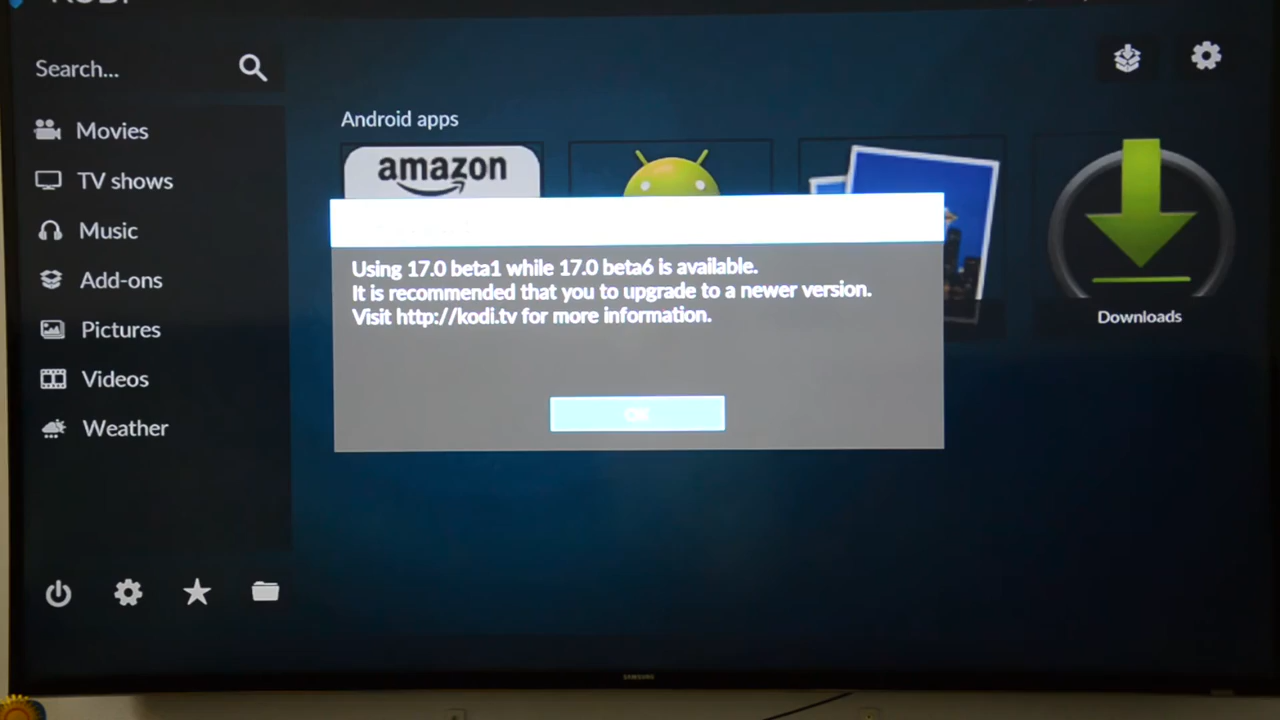 Search...
Movies
TV shows
Music
Add-ons
Pictures
Videos
Weather
Android apps
amazon
Downloads
Using 17.0 beta1 while 17.0 beta6 is available.
It is recommended that you to upgrade to a newer version.
Visit http://kodi.tv for more information.
OK
SAMSUNG